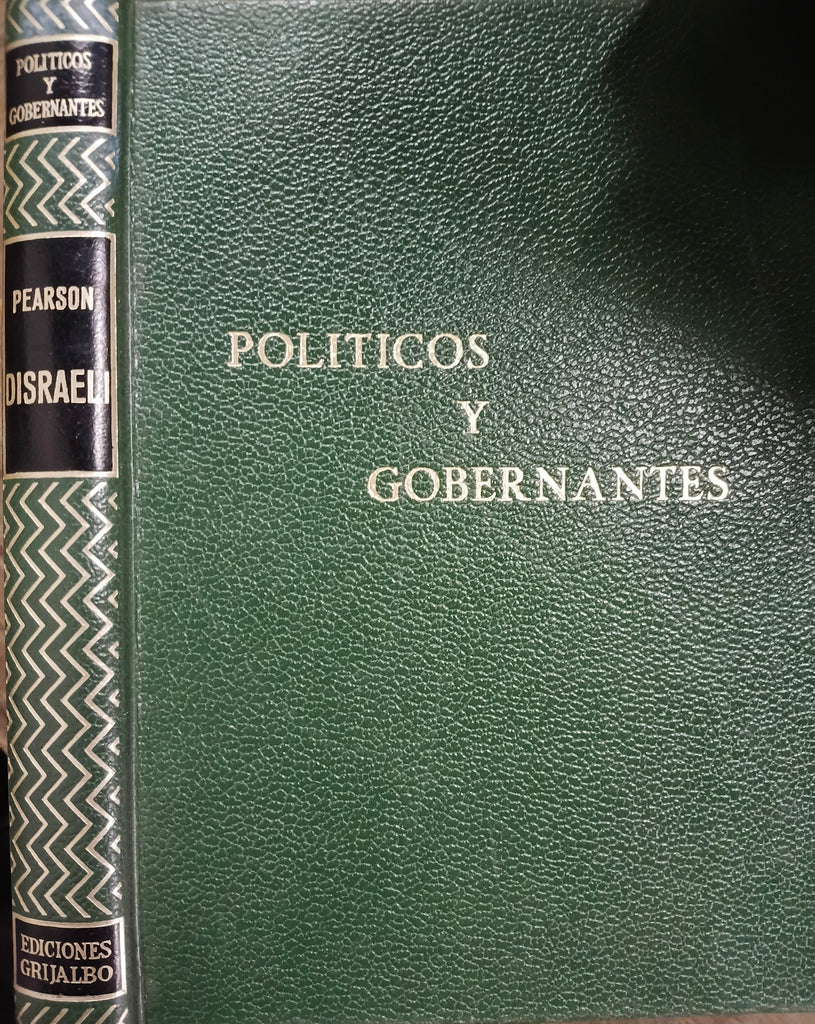 POLITICOS
Y
GOBERNANTES
PEARSON
DISRAELI
EDICIONES
GRIJALBO
POLITICOS
Y
GOBERNANTES